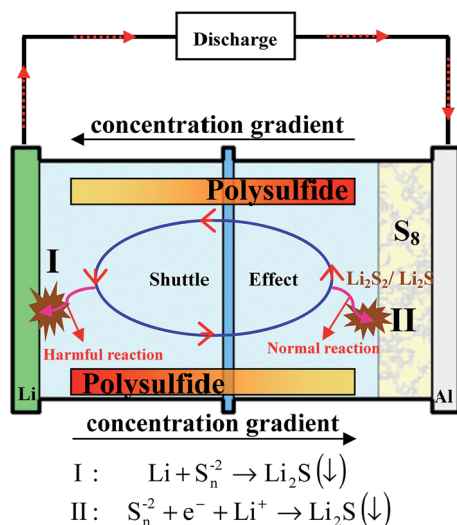 Discharge
concentration gradient
Polysulfide
S₈
I
Shuttle Effect
Li₂S₂/ Li₂S
II
Harmful reaction
Normal reaction
Li
Polysulfide
Al
concentration gradient
I : Li + Sₙ⁻² → Li₂S (↓)
II: Sₙ⁻² + e⁻ + Li⁺ → Li₂S (↓)